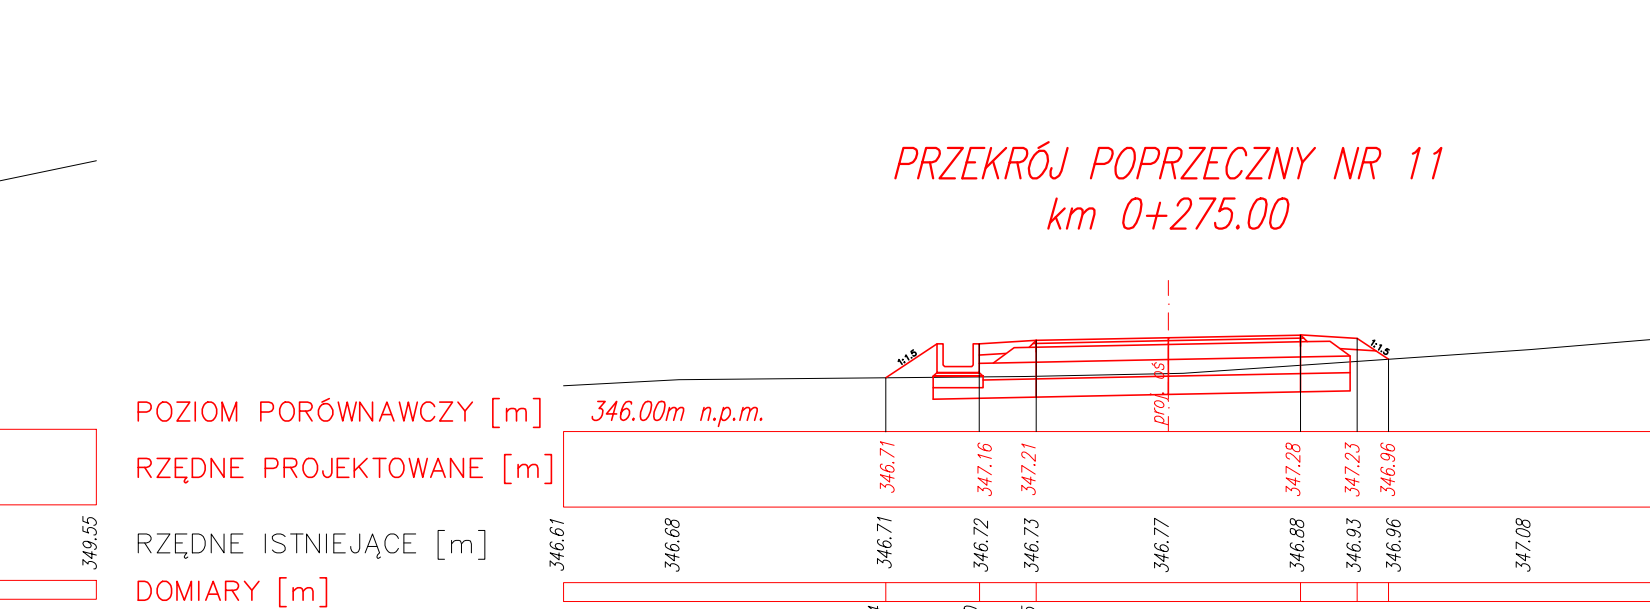 PRZEKRÓJ POPRZECZNY NR 11
km 0+275.00
1:1.5
1:1.5
proj. oś
POZIOM PORÓWNAWCZY [m] 346.00m n.p.m.
RZĘDNE PROJEKTOWANE [m] 346.71 347.16 347.21 347.28 347.23 346.96
349.55 RZĘDNE ISTNIEJĄCE [m] 346.61 346.68 346.71 346.72 346.73 346.77 346.88 346.93 346.96 347.08
DOMIARY [m]